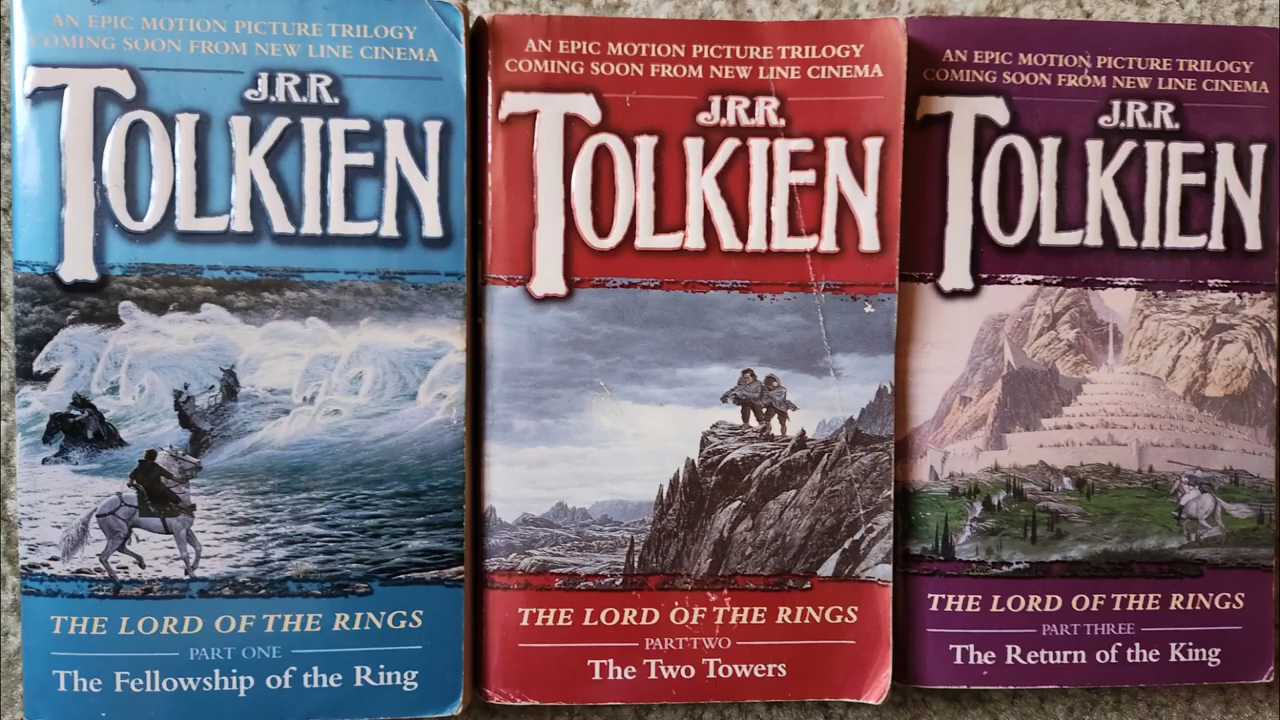 AN EPIC MOTION PICTURE TRILOGY
COMING SOON FROM NEW LINE CINEMA
J.R.R.
TOLKIEN
THE LORD OF THE RINGS
PART ONE
The Fellowship of the Ring
AN EPIC MOTION PICTURE TRILOGY
COMING SOON FROM NEW LINE CINEMA
J.R.R.
TOLKIEN
THE LORD OF THE RINGS
PART TWO
The Two Towers
AN EPIC MOTION PICTURE TRILOGY
COMING SOON FROM NEW LINE CINEMA
J.R.R.
TOLKIEN
THE LORD OF THE RINGS
PART THREE
The Return of the King